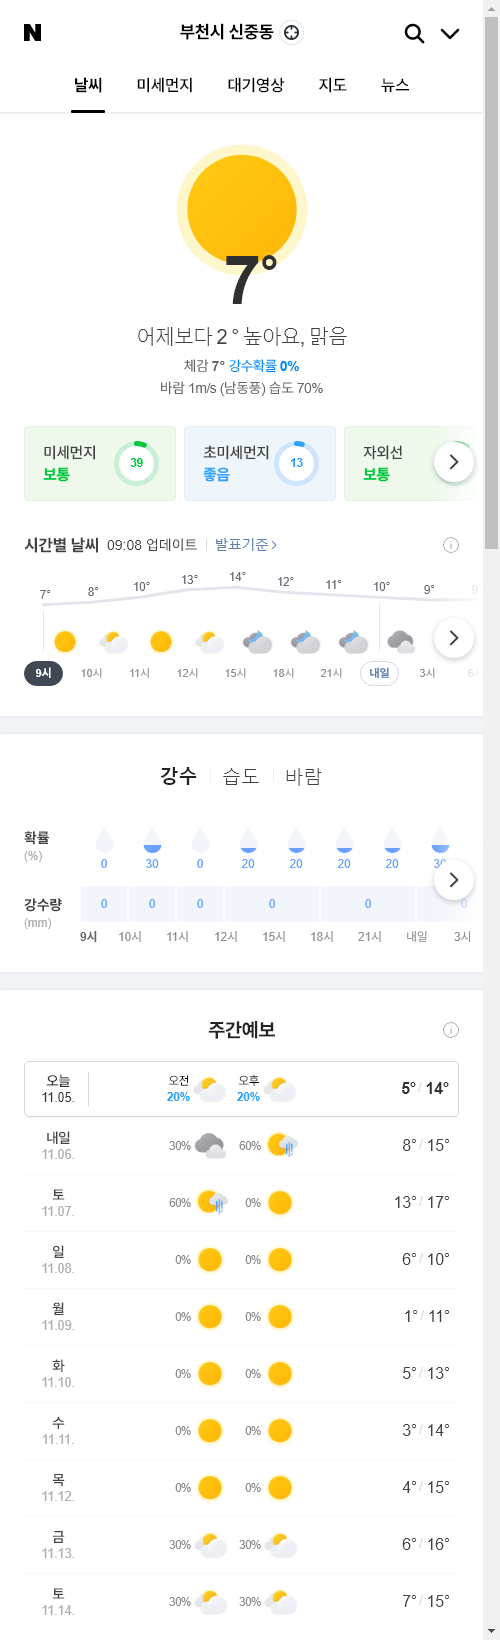 N 부천시 신중동
날씨 미세먼지 대기영상 지도 뉴스
7°
어제보다 2 ° 높아요, 맑음
체감 7° 강수확률 0%
바람 1m/s (남동풍) 습도 70%
미세먼지 39 초미세먼지 13 자외선
보통 좋음 보통
시간별 날씨 09:08 업데이트 발표기준
7° 8° 10° 13° 14° 12° 11° 10° 9° 9
9시 10시 11시 12시 15시 18시 21시 내일 3시 6
강수 습도 바람
확률
(%)
0 30 0 20 20 20 20 30
강수량 0 0 0 0 0 0
(mm)
9시 10시 11시 12시 15시 18시 21시 내일 3시
주간예보
오늘 오전 오후 5° / 14°
11.05. 20% 20%
내일 30% 60% 8° / 15°
11.06.
토 60% 0% 13° / 17°
11.07.
일 0% 0% 6° / 10°
11.08.
월 0% 0% 1° / 11°
11.09.
화 0% 0% 5° / 13°
11.10.
수 0% 0% 3° / 14°
11.11.
목 0% 0% 4° / 15°
11.12.
금 30% 30% 6° / 16°
11.13.
토 30% 30% 7° / 15°
11.14.